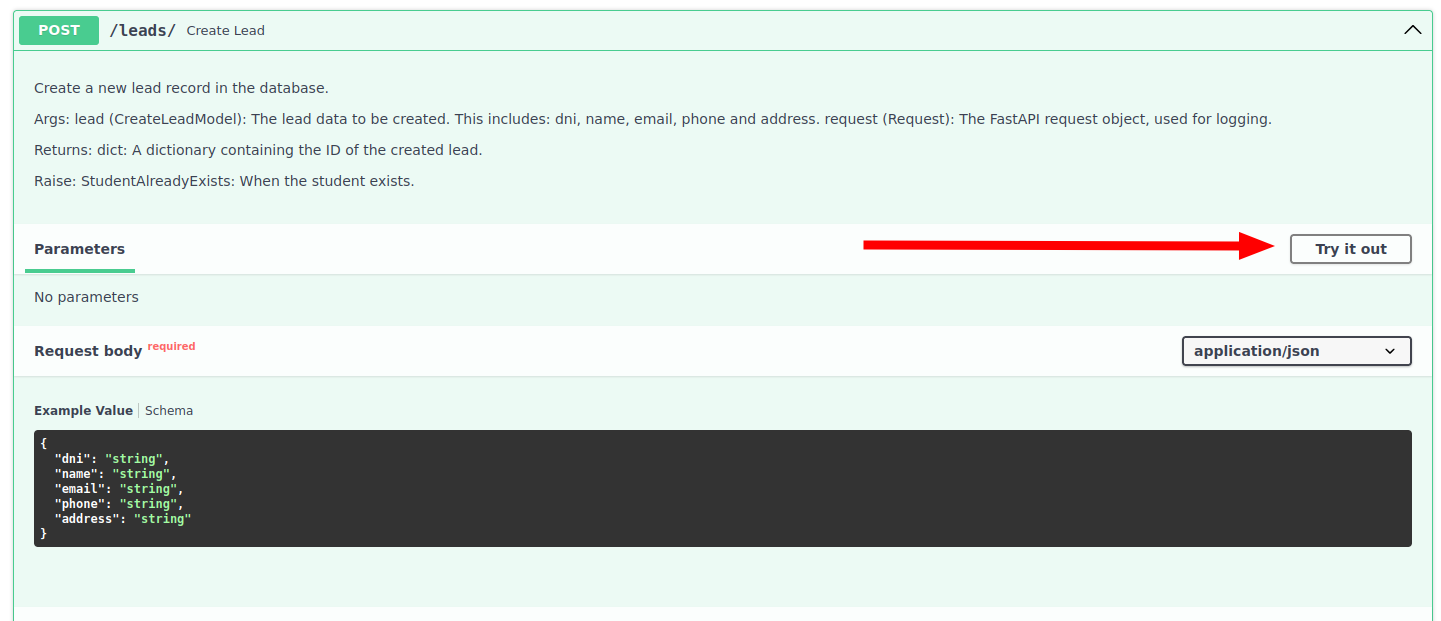 POST /leads/ Create Lead
Create a new lead record in the database.
Args: lead (CreateLeadModel): The lead data to be created. This includes: dni, name, email, phone and address. request (Request): The FastAPI request object, used for logging.
Returns: dict: A dictionary containing the ID of the created lead.
Raise: StudentAlreadyExists: When the student exists.
Parameters Try it out
No parameters
Request body required application/json
Example Value Schema
{
  "dni": "string",
  "name": "string",
  "email": "string",
  "phone": "string",
  "address": "string"
}